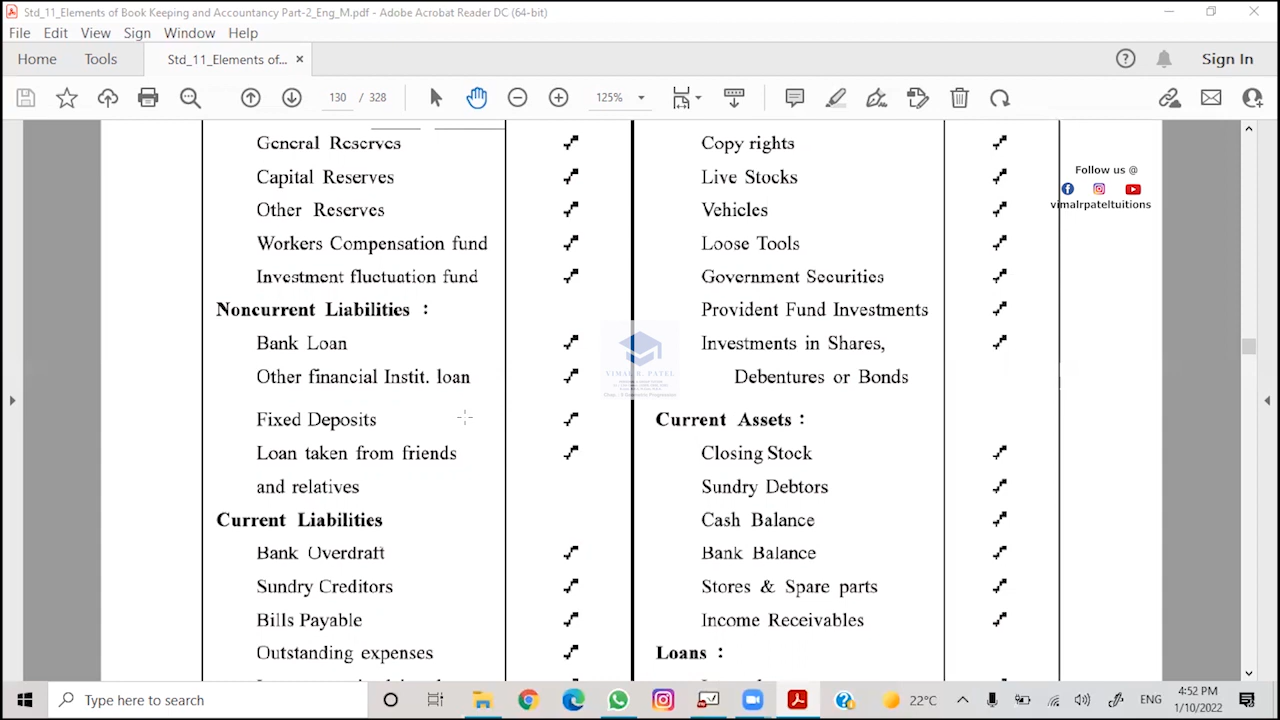 Std_11_Elements of Book Keeping and Accountancy Part-2_Eng_M.pdf - Adobe Acrobat Reader DC (64-bit)
File Edit View Sign Window Help
Home Tools Std_11_Elements of... × Sign In
130 / 328 125%
General Reserves
Capital Reserves
Other Reserves
Workers Compensation fund
Investment fluctuation fund
Noncurrent Liabilities :
Bank Loan
Other financial Instit. loan
Fixed Deposits
Loan taken from friends
and relatives
Current Liabilities
Bank Overdraft
Sundry Creditors
Bills Payable
Outstanding expenses
Copy rights
Live Stocks
Vehicles
Loose Tools
Government Securities
Provident Fund Investments
Investments in Shares,
Debentures or Bonds
Current Assets :
Closing Stock
Sundry Debtors
Cash Balance
Bank Balance
Stores & Spare parts
Income Receivables
Loans :
Follow us @
vimalrpateltuitions
VIMAL R. PATEL
Type here to search
22°C ENG 4:52 PM
1/10/2022